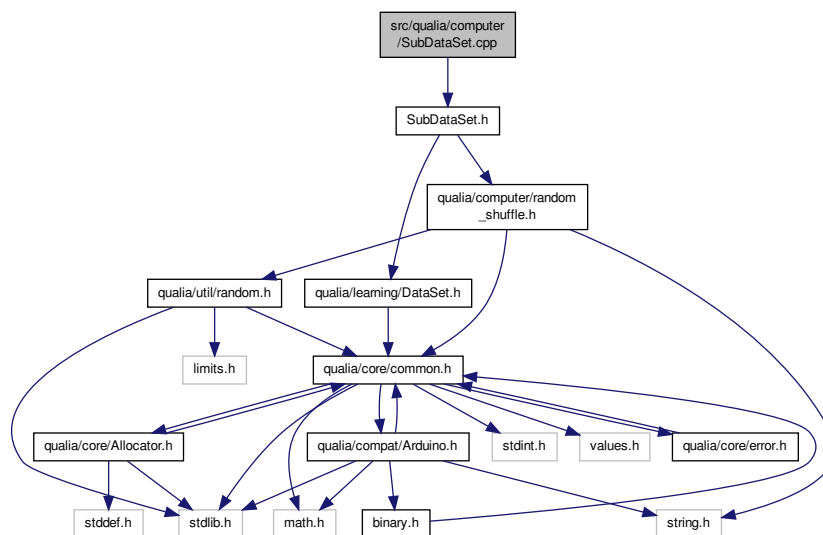 src/qualia/computer
/SubDataSet.cpp
SubDataSet.h
qualia/computer/random
_shuffle.h
qualia/util/random.h
qualia/learning/DataSet.h
limits.h
qualia/core/common.h
qualia/core/Allocator.h
qualia/compat/Arduino.h
stdint.h
values.h
qualia/core/error.h
stddef.h
stdlib.h
math.h
binary.h
string.h